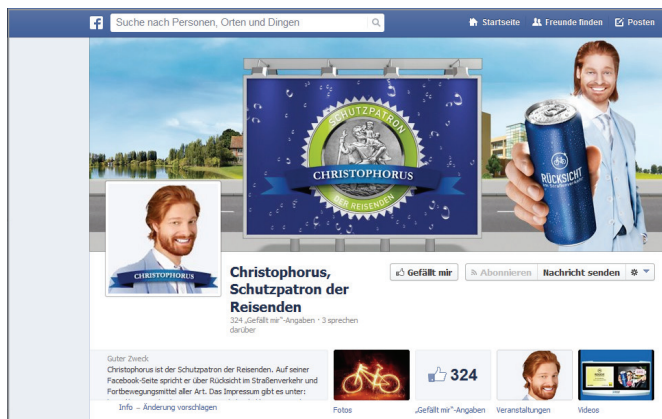 Suche nach Personen, Orten und Dingen
Startseite
Freunde finden
Posten
SCHUTZPATRON
CHRISTOPHORUS
DER REISENDEN
RÜCKSICHT
im Straßenverkehr
CHRISTOPHORUS
Christophorus,
Schutzpatron der
Reisenden
324 „Gefällt mir"-Angaben · 3 sprechen
darüber
Gefällt mir
Abonnieren
Nachricht senden
Guter Zweck
Christophorus ist der Schutzpatron der Reisenden. Auf seiner
Facebook-Seite spricht er über Rücksicht im Straßenverkehr und
Fortbewegungsmittel aller Art. Das Impressum gibt es unter:
Info – Änderung vorschlagen
324
Fotos
„Gefällt mir"-Angaben
Veranstaltungen
Videos